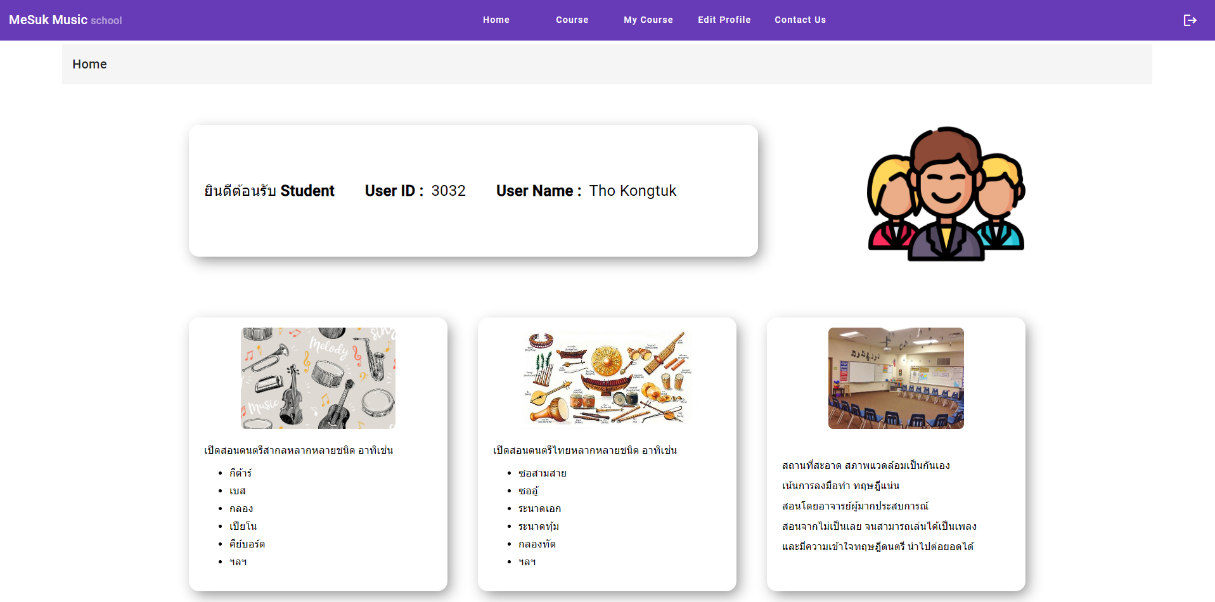 MeSuk Music school
Home Course My Course Edit Profile Contact Us
Home
ยินดีต้อนรับ Student User ID : 3032 User Name : Tho Kongtuk
Melody
Music
เปิดสอนดนตรีสากลหลากหลายชนิด อาทิเช่น
กีต้าร์
เบส
กลอง
เปียโน
คีย์บอร์ด
ฯลฯ
เปิดสอนดนตรีไทยหลากหลายชนิด อาทิเช่น
ซอสามสาย
ซออู้
ระนาดเอก
ระนาดทุ้ม
กลองทัด
ฯลฯ
สถานที่สะอาด สภาพแวดล้อมเป็นกันเอง
เน้นการลงมือทำ ทฤษฎีแน่น
สอนโดยอาจารย์ผู้มากประสบการณ์
สอนจากไม่เป็นเลย จนสามารถเล่นได้เป็นเพลง
และมีความเข้าใจทฤษฎีดนตรี นำไปต่อยอดได้